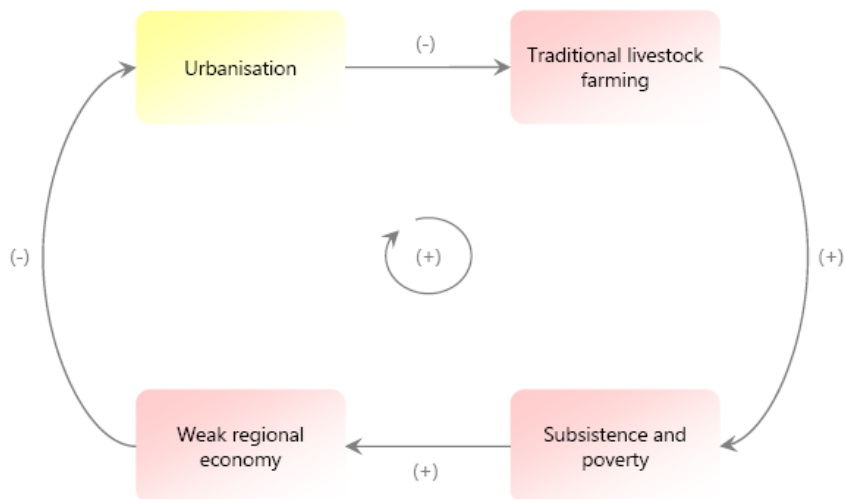 Urbanisation
(-)
Traditional livestock
farming
(-)
(+)
(+)
Weak regional
economy
(+)
Subsistence and
poverty